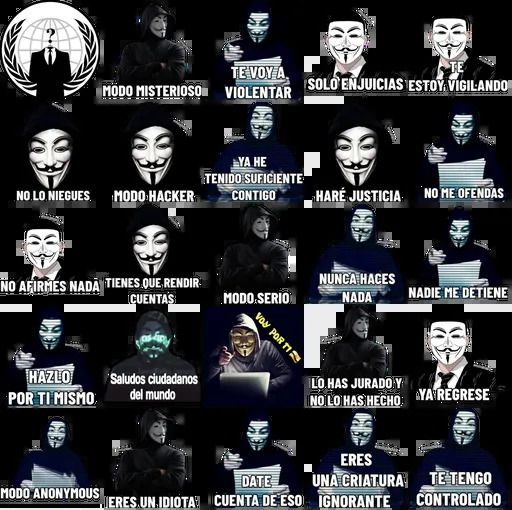 ?
MODO MISTERIOSO
TE VOY A
VIOLENTAR
SOLO ENJUICIAS
TE
ESTOY VIGILANDO
NO LO NIEGUES
MODO HACKER
YA HE
TENIDO SUFICIENTE
CONTIGO
HARÉ JUSTICIA
NO ME OFENDAS
NO AFIRMES NADA
TIENES QUE RENDIR
CUENTAS
MODO SERIO
NUNCA HACES
NADA
NADIE ME DETIENE
HAZLO
POR TI MISMO
Saludos ciudadanos
del mundo
VOY POR TI
LO HAS JURADO Y
NO LO HAS HECHO
YA REGRESE
MODO ANONYMOUS
ERES UN IDIOTA
DATE
CUENTA DE ESO
ERES
UNA CRIATURA
IGNORANTE
TE TENGO
CONTROLADO